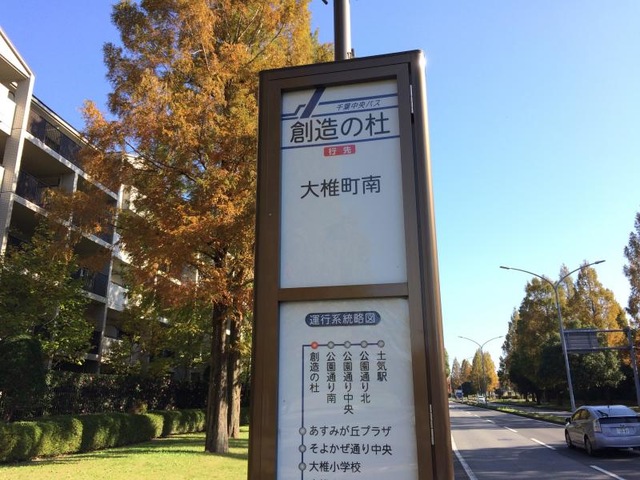 千葉中央バス
創造の杜
行先
大椎町南
運行系統略図
創造の杜
公園通り南
公園通り中央
公園通り北
土気駅
あすみが丘プラザ
そよかぜ通り中央
大椎小学校